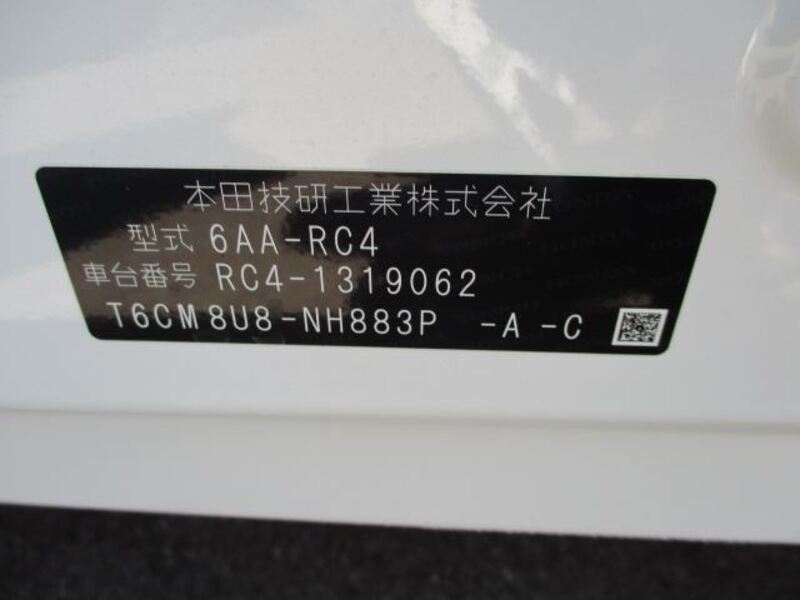 本田技研工業株式会社
型式 6AA-RC4
車台番号 RC4-1319062
T6CM8U8-NH883P -A-C